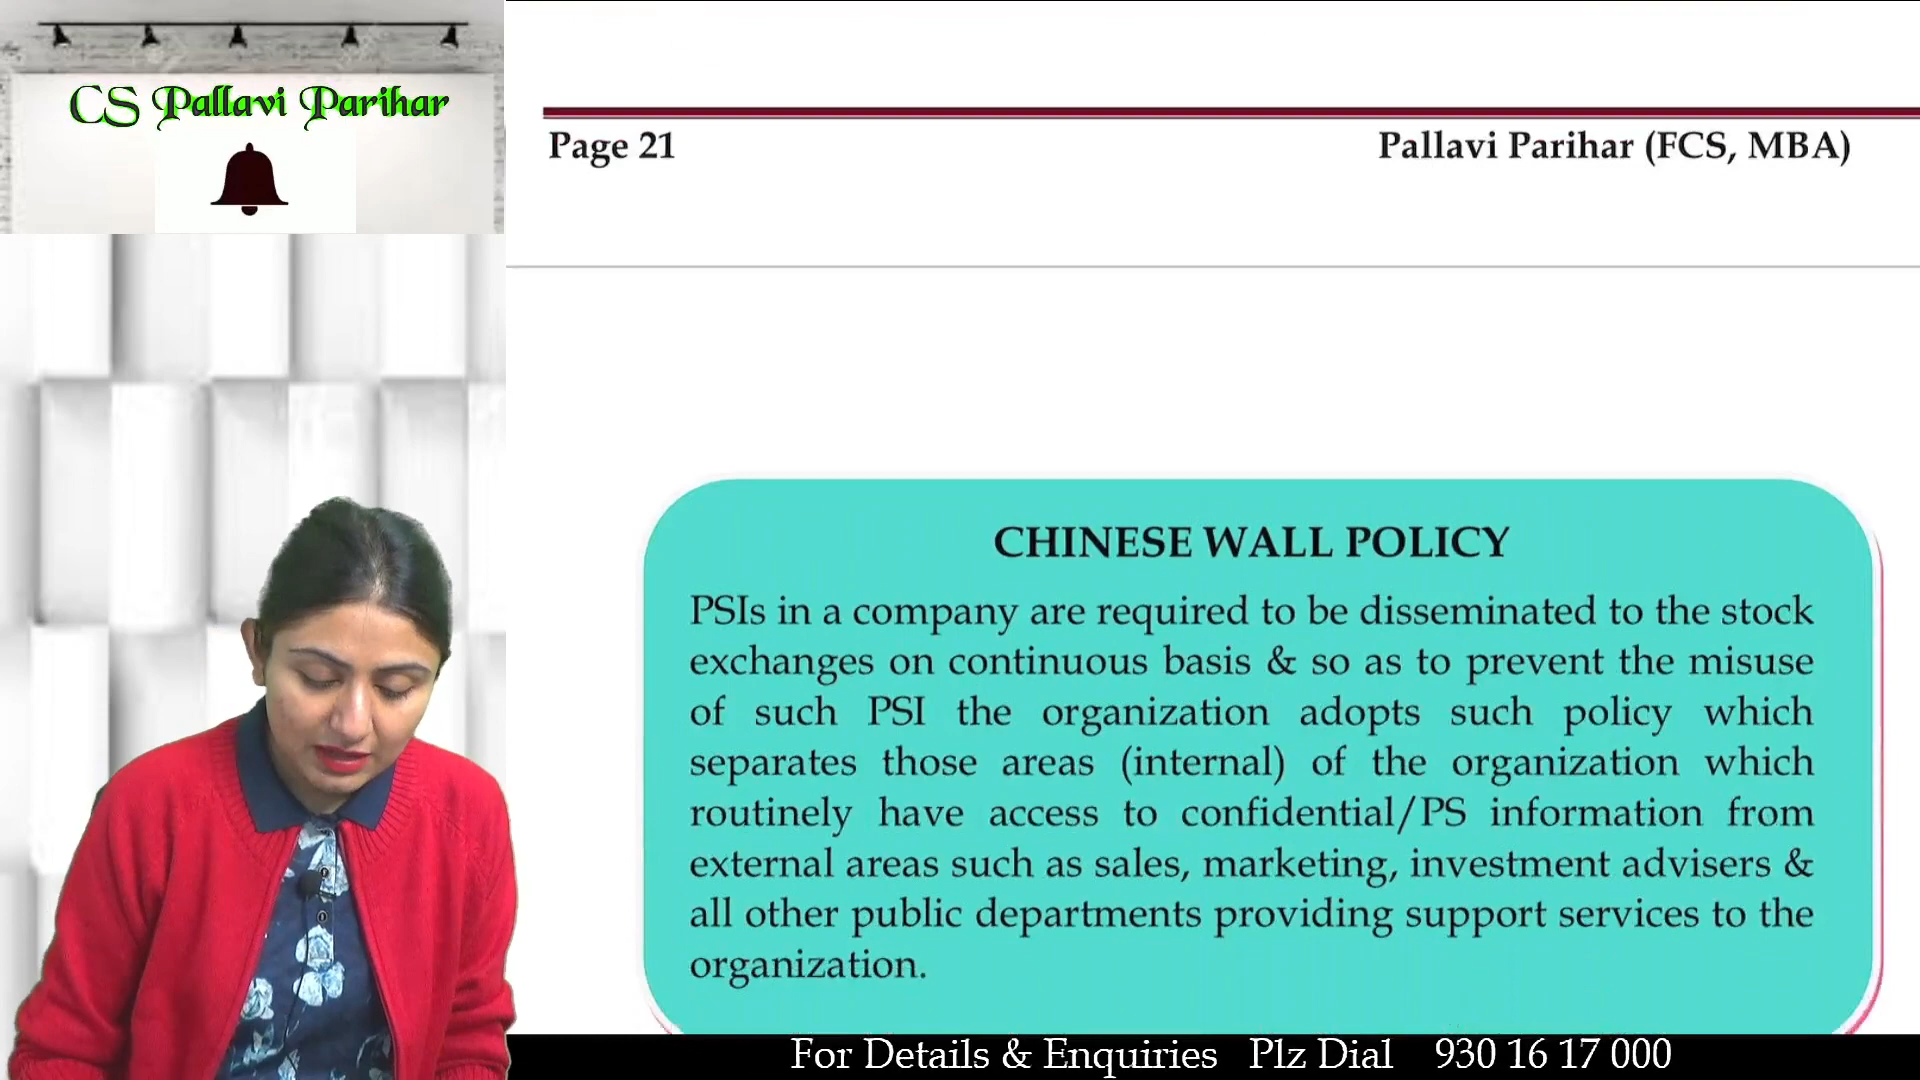 CS Pallavi Parihar
Page 21
Pallavi Parihar (FCS, MBA)
CHINESE WALL POLICY
PSIs in a company are required to be disseminated to the stock
exchanges on continuous basis & so as to prevent the misuse
of such PSI the organization adopts such policy which
separates those areas (internal) of the organization which
routinely have access to confidential/PS information from
external areas such as sales, marketing, investment advisers &
all other public departments providing support services to the
organization.
For Details & Enquiries Plz Dial 930 16 17 000